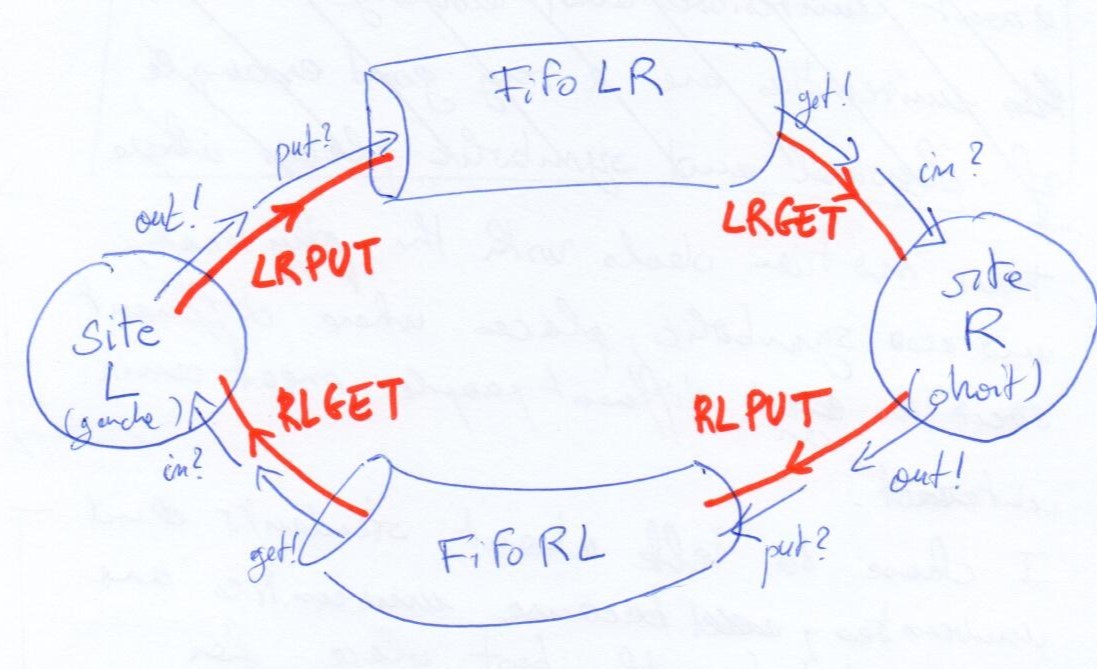 Fifo LR
put?
get!
out!
in?
LRPUT
LRGET
site
L
(gauche)
site
R
(droit)
RLGET
RLPUT
in?
out!
get!
Fifo RL
put?